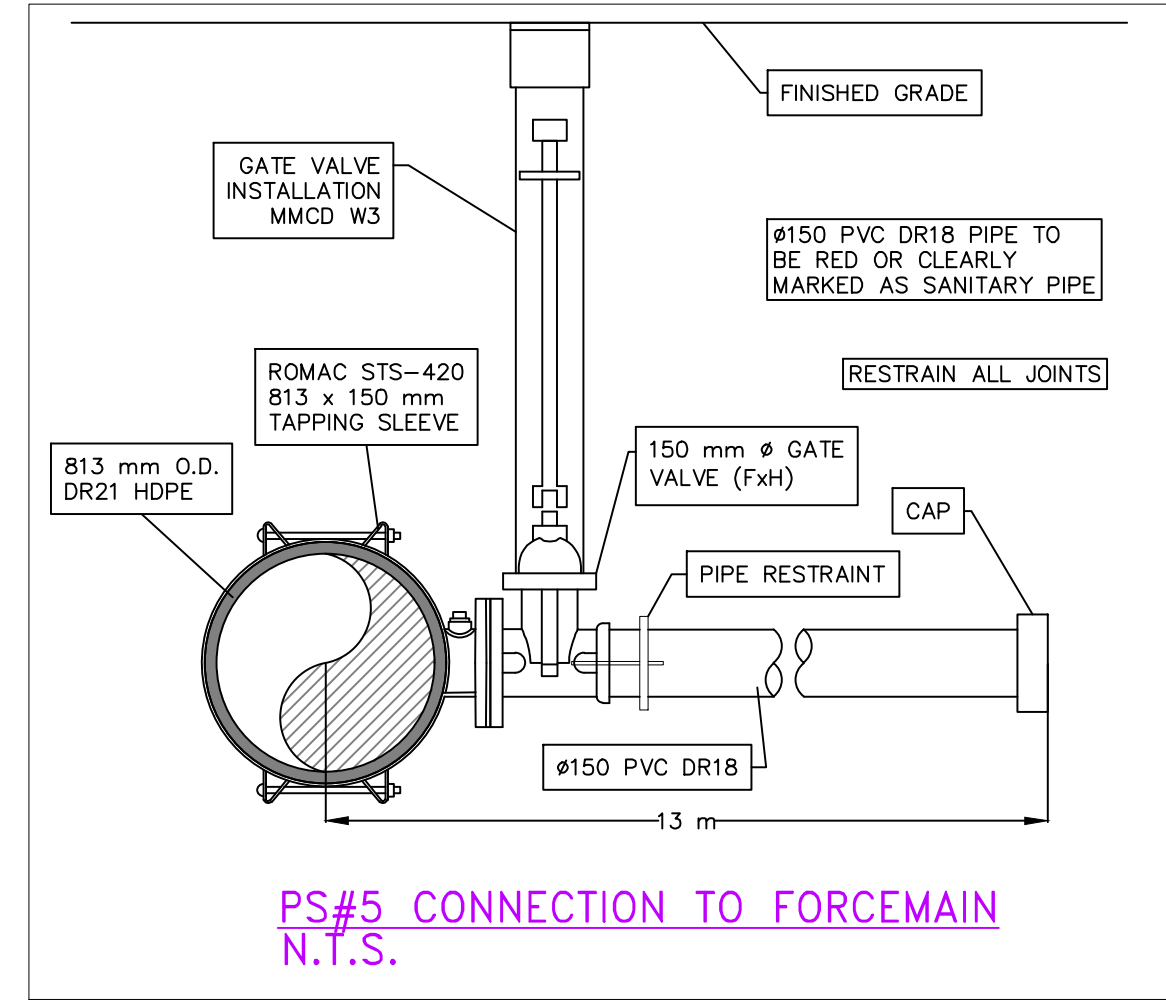 FINISHED GRADE
GATE VALVE
INSTALLATION
MMCD W3
ø150 PVC DR18 PIPE TO
BE RED OR CLEARLY
MARKED AS SANITARY PIPE
ROMAC STS-420
813 x 150 mm
TAPPING SLEEVE
RESTRAIN ALL JOINTS
813 mm O.D.
DR21 HDPE
150 mm ø GATE
VALVE (FxH)
CAP
PIPE RESTRAINT
ø150 PVC DR18
13 m
PS#5 CONNECTION TO FORCEMAIN
N.T.S.